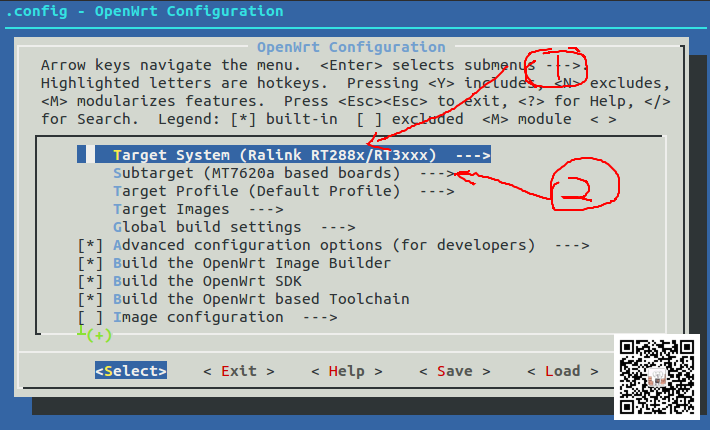 .config - OpenWrt Configuration
OpenWrt Configuration
Arrow keys navigate the menu.  <Enter> selects submenus --->.
Highlighted letters are hotkeys.  Pressing <Y> includes, <N> excludes,
<M> modularizes features.  Press <Esc><Esc> to exit, <?> for Help, </>
for Search.  Legend: [*] built-in  [ ] excluded  <M> module  < >
1
Target System (Ralink RT288x/RT3xxx)  --->
Subtarget (MT7620a based boards)  --->
2
Target Profile (Default Profile)  --->
Target Images  --->
Global build settings  --->
[*] Advanced configuration options (for developers)  --->
[*] Build the OpenWrt Image Builder
[*] Build the OpenWrt SDK
[*] Build the OpenWrt based Toolchain
[ ] Image configuration  --->
┴(+)
<Select>    < Exit >    < Help >    < Save >    < Load >